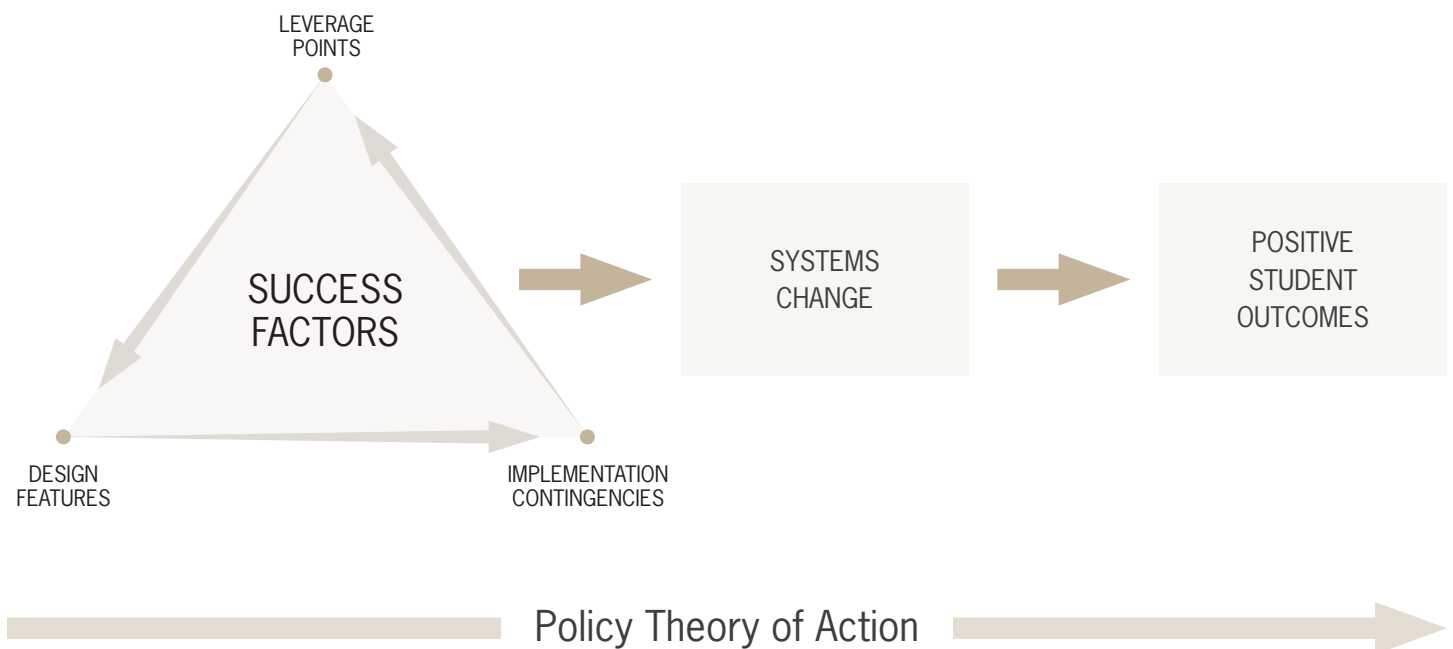 LEVERAGE
POINTS
SUCCESS
FACTORS
DESIGN
FEATURES
IMPLEMENTATION
CONTINGENCIES
SYSTEMS
CHANGE
POSITIVE
STUDENT
OUTCOMES
Policy Theory of Action